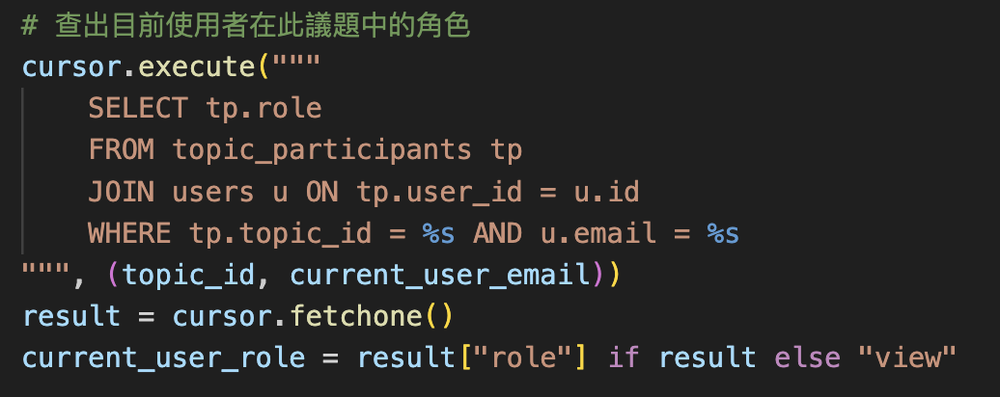 # 查出目前使用者在此議題中的角色
cursor.execute("""
    SELECT tp.role
    FROM topic_participants tp
    JOIN users u ON tp.user_id = u.id
    WHERE tp.topic_id = %s AND u.email = %s
""", (topic_id, current_user_email))
result = cursor.fetchone()
current_user_role = result["role"] if result else "view"